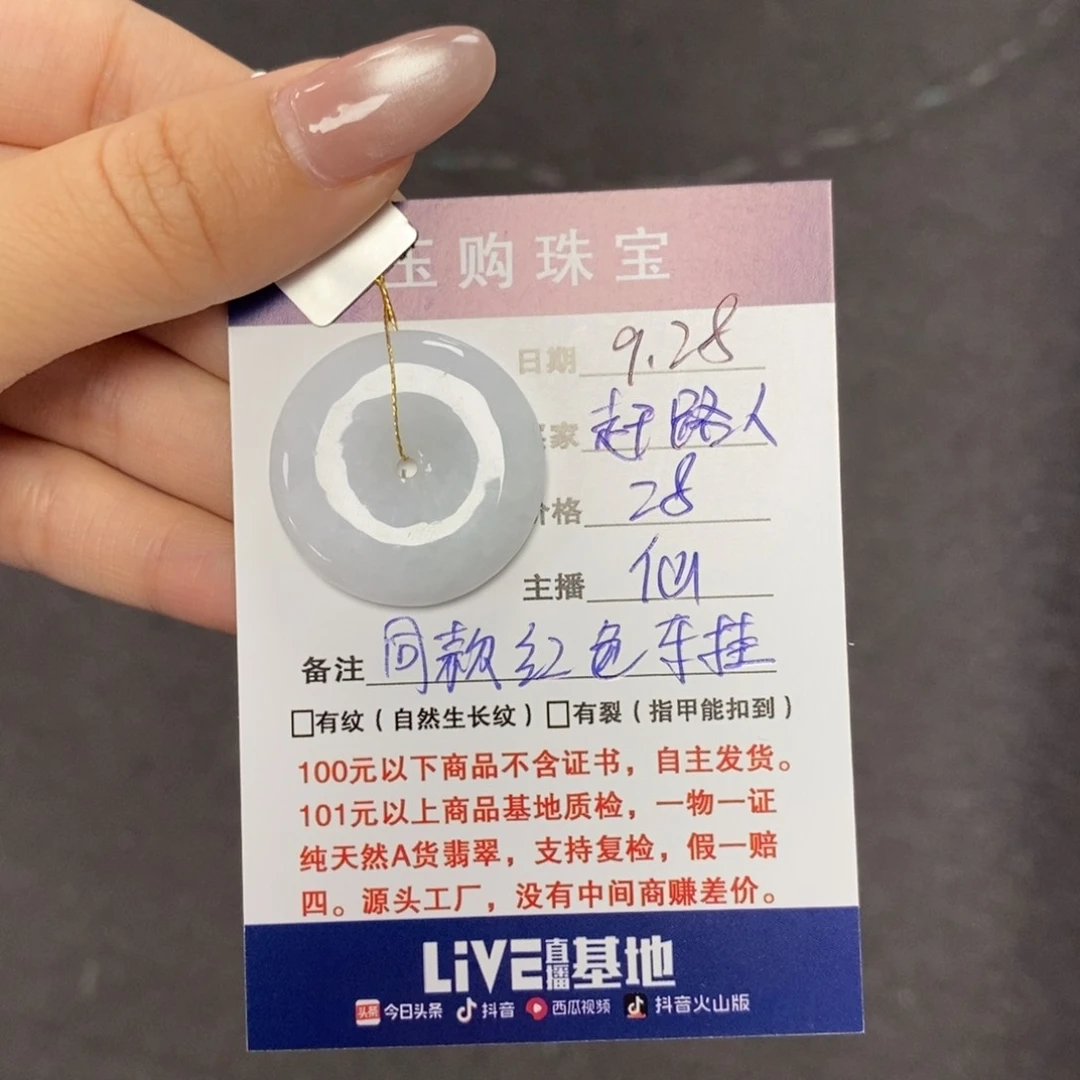 玉购珠宝
日期 9.28
家 赶路人
价格 28
主播 仙
备注 同款红色车挂
□有纹（自然生长纹）□有裂（指甲能扣到）
100元以下商品不含证书，自主发货。
101元以上商品基地质检，一物一证
纯天然A货翡翠，支持复检，假一赔
四。源头工厂，没有中间商赚差价。
LiVE直播基地
头条 今日头条 抖音 西瓜视频 抖音火山版